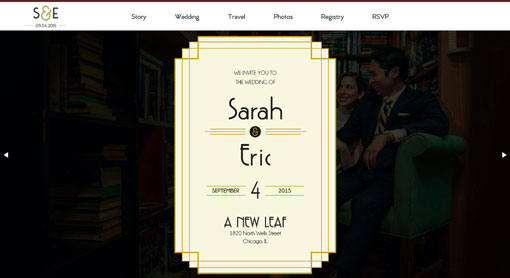 S&E
09.04.2015
Story Wedding Travel Photos Registry RSVP
WE INVITE YOU TO
THE WEDDING OF
Sarah
&
Eric
SEPTEMBER 4 2015
A NEW LEAF
1820 North Wells Street
Chicago, IL